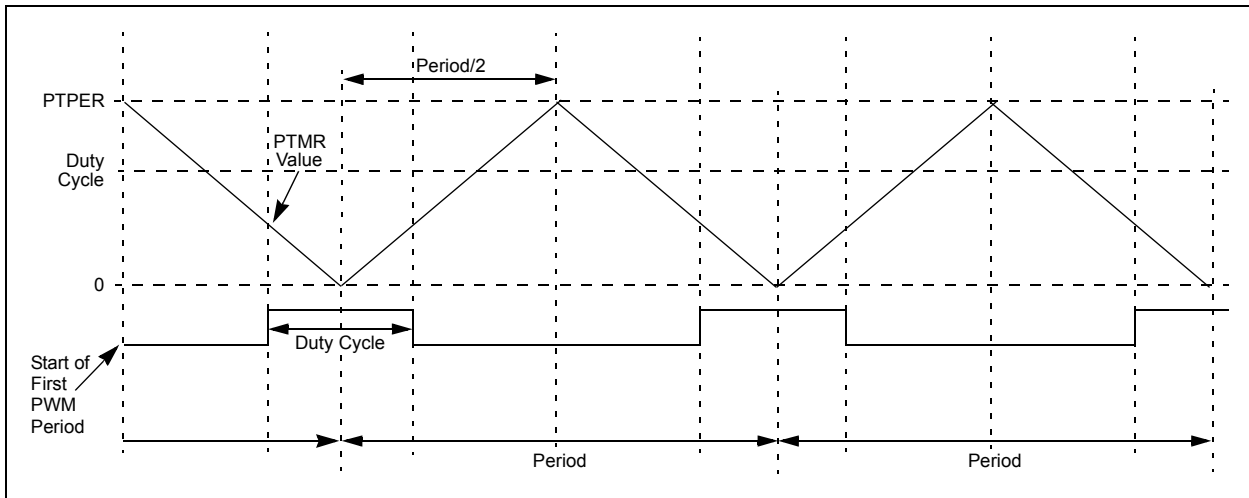 Period/2
PTPER
PTMR
Value
Duty
Cycle
0
Duty Cycle
Start of
First
PWM
Period
Period
Period